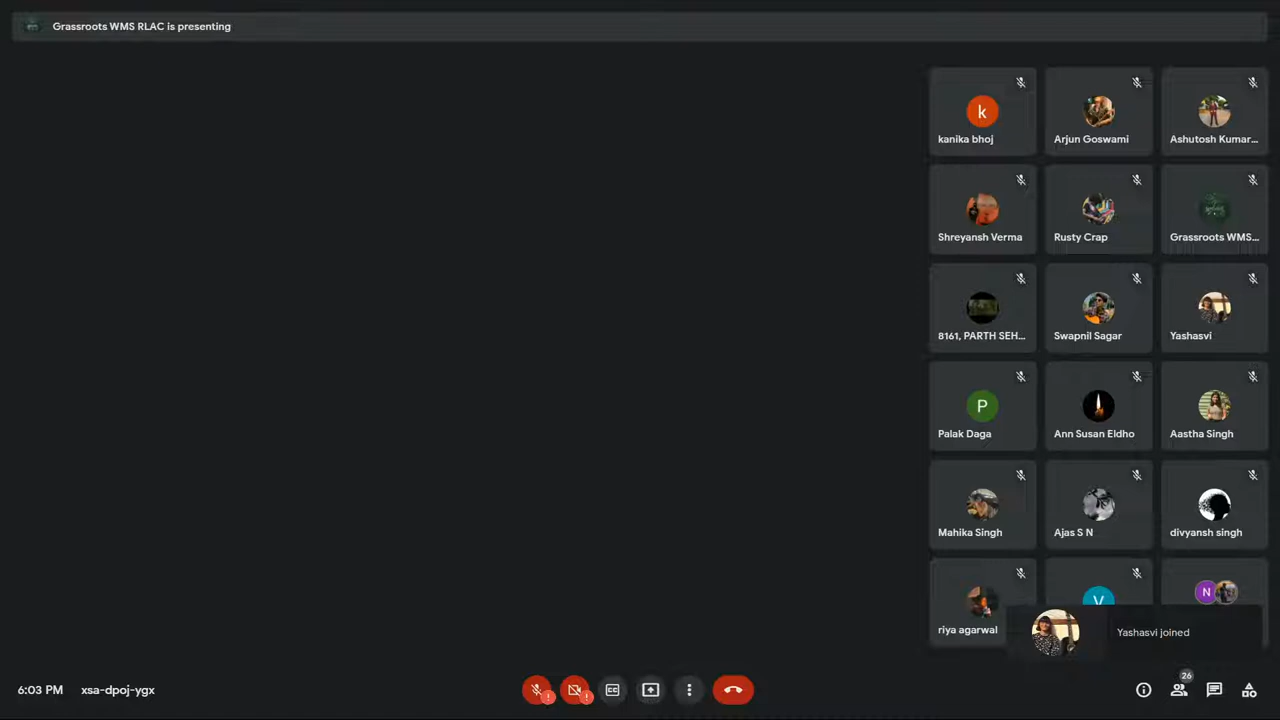 Grassroots WMS RLAC is presenting
k
kanika bhoj
Arjun Goswami
Ashutosh Kumar...
Shreyansh Verma
Rusty Crap
Grassroots WMS...
8161, PARTH SEH...
Swapnil Sagar
Yashasvi
P
Palak Daga
Ann Susan Eldho
Aastha Singh
Mahika Singh
Ajas S N
divyansh singh
riya agarwal
V
N
Yashasvi joined
6:03 PM
xsa-dpoj-ygx
CC
26